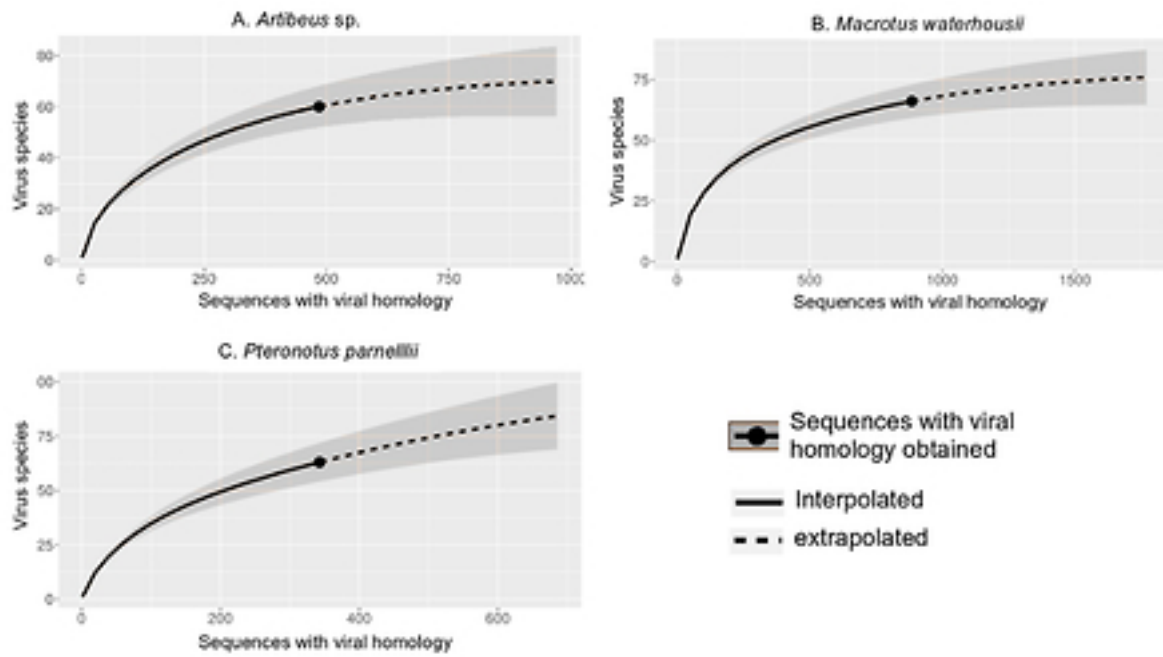 A. Artibeus sp.
80
60
40
20
0
Virus species
0 250 500 750 1000
Sequences with viral homology
B. Macrotus waterhousii
75
50
25
0
Virus species
0 500 1000 1500
Sequences with viral homology
C. Pteronotus parnelllii
00
75
50
25
0
Virus species
0 200 400 600
Sequences with viral homology
Sequences with viral
homology obtained
Interpolated
extrapolated